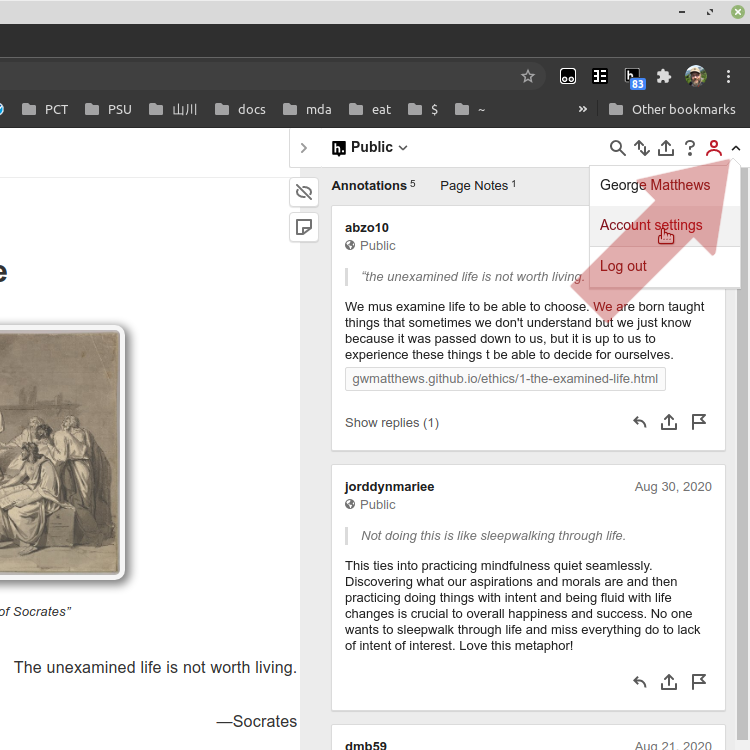 83
PCT
PSU
山川
docs
mda
eat
$
~
»
Other bookmarks
h.
Public
?
Annotations 5
Page Notes 1
George Matthews
Account settings
Log out
abzo10
Public
“the unexamined life is not worth living.
We mus examine life to be able to choose. We are born taught
things that sometimes we don't understand but we just know
because it was passed down to us, but it is up to us to
experience these things t be able to decide for ourselves.
gwmatthews.github.io/ethics/1-the-examined-life.html
Show replies (1)
jorddynmariee
Aug 30, 2020
Public
Not doing this is like sleepwalking through life.
This ties into practicing mindfulness quiet seamlessly.
Discovering what our aspirations and morals are and then
practicing doing things with intent and being fluid with life
changes is crucial to overall happiness and success. No one
wants to sleepwalk through life and miss everything do to lack
of intent of interest. Love this metaphor!
dmb59
Aug 21, 2020
e
of Socrates”
The unexamined life is not worth living.
—Socrates